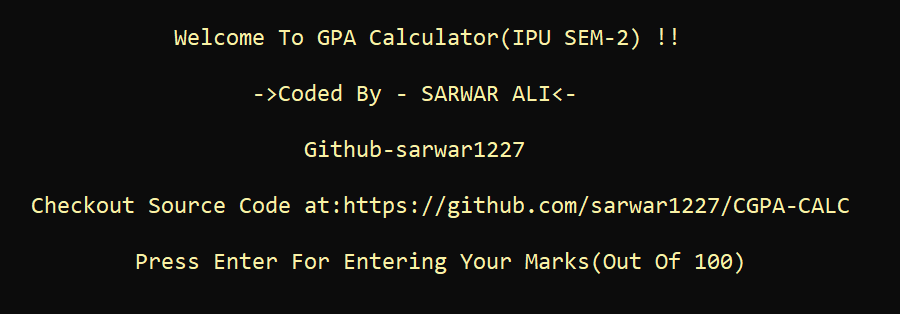 Welcome To GPA Calculator(IPU SEM-2) !!
->Coded By - SARWAR ALI<-
Github-sarwar1227
Checkout Source Code at:https://github.com/sarwar1227/CGPA-CALC
Press Enter For Entering Your Marks(Out Of 100)